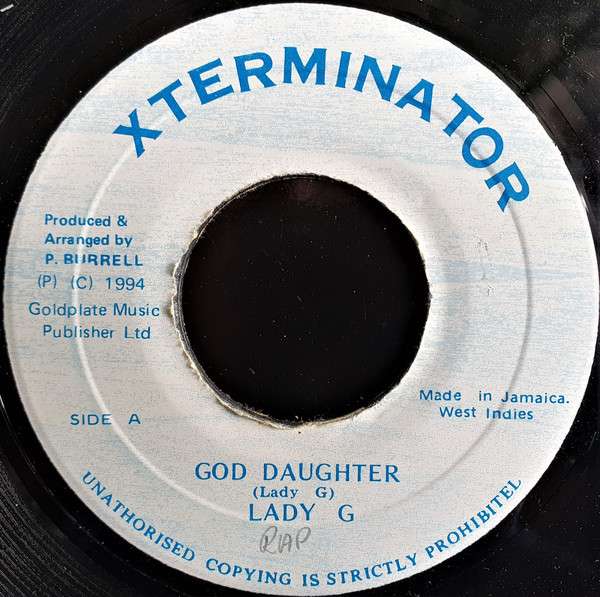 XTERMINATOR
Produced &
Arranged by
P. BURRELL
(P) (C) 1994
Goldplate Music
Publisher Ltd
SIDE A
Made in Jamaica.
West Indies
GOD DAUGHTER
(Lady G)
LADY G
RAP
UNATHORISED COPYING IS STRICTLY PROHIBITEL